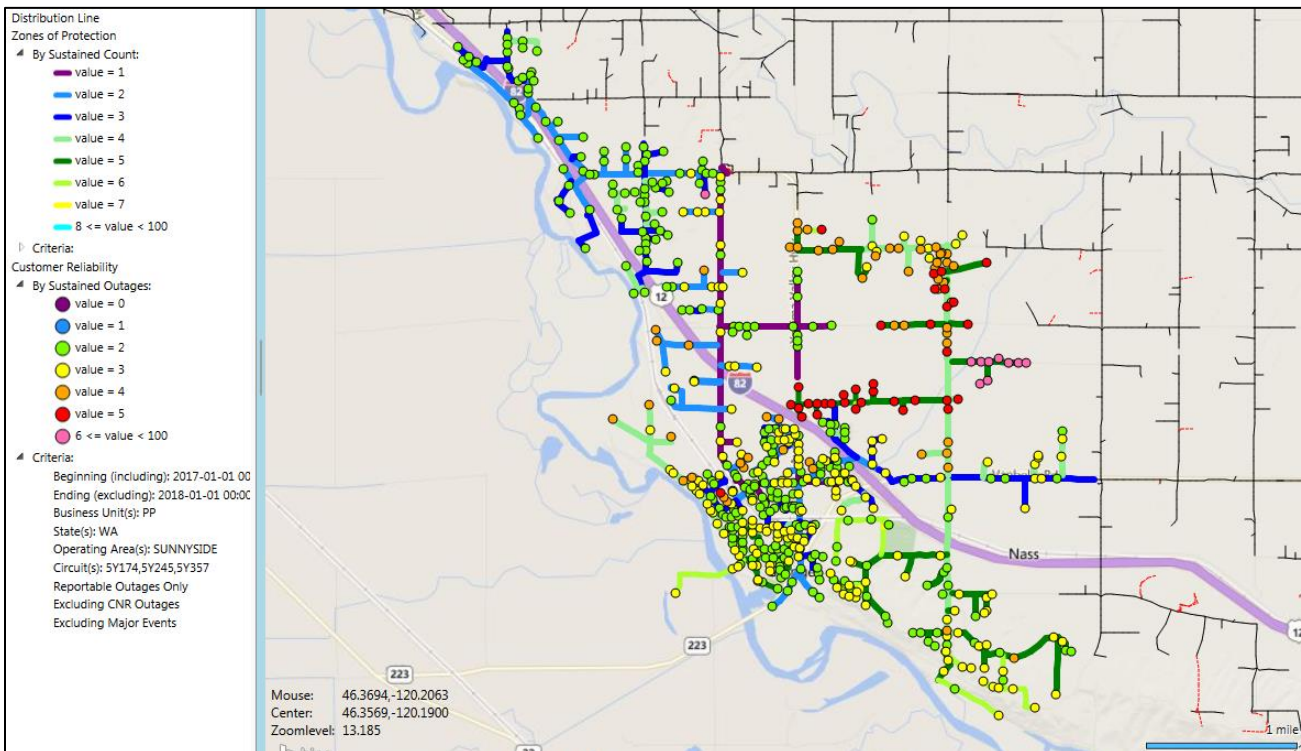 Distribution Line
Zones of Protection
By Sustained Count:
value = 1
value = 2
value = 3
value = 4
value = 5
value = 6
value = 7
8 <= value < 100
Criteria:
Customer Reliability
By Sustained Outages:
value = 0
value = 1
value = 2
value = 3
value = 4
value = 5
6 <= value < 100
Criteria:
Beginning (including): 2017-01-01 00
Ending (excluding): 2018-01-01 00:00
Business Unit(s): PP
State(s): WA
Operating Area(s): SUNNYSIDE
Circuit(s): 5Y174,5Y245,5Y357
Reportable Outages Only
Excluding CNR Outages
Excluding Major Events
12
82
Nass
12
223
223
Mouse: 46.3694,-120.2063
Center: 46.3569,-120.1900
Zoomlevel: 13.185
1 mile
22